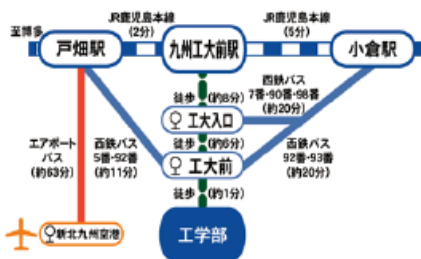 JR鹿児島本線
(2分)
JR鹿児島本線
(5分)
至博多
戸畑駅
九州工大前駅
小倉駅
徒歩 (約8分)
西鉄バス
7番・90番・98番
(約20分)
工大入口
エアポート
バス
(約63分)
西鉄バス
5番・92番
(約11分)
徒歩 (約6分)
西鉄バス
92番・93番
(約20分)
工大前
徒歩 (約1分)
新北九州空港
工学部